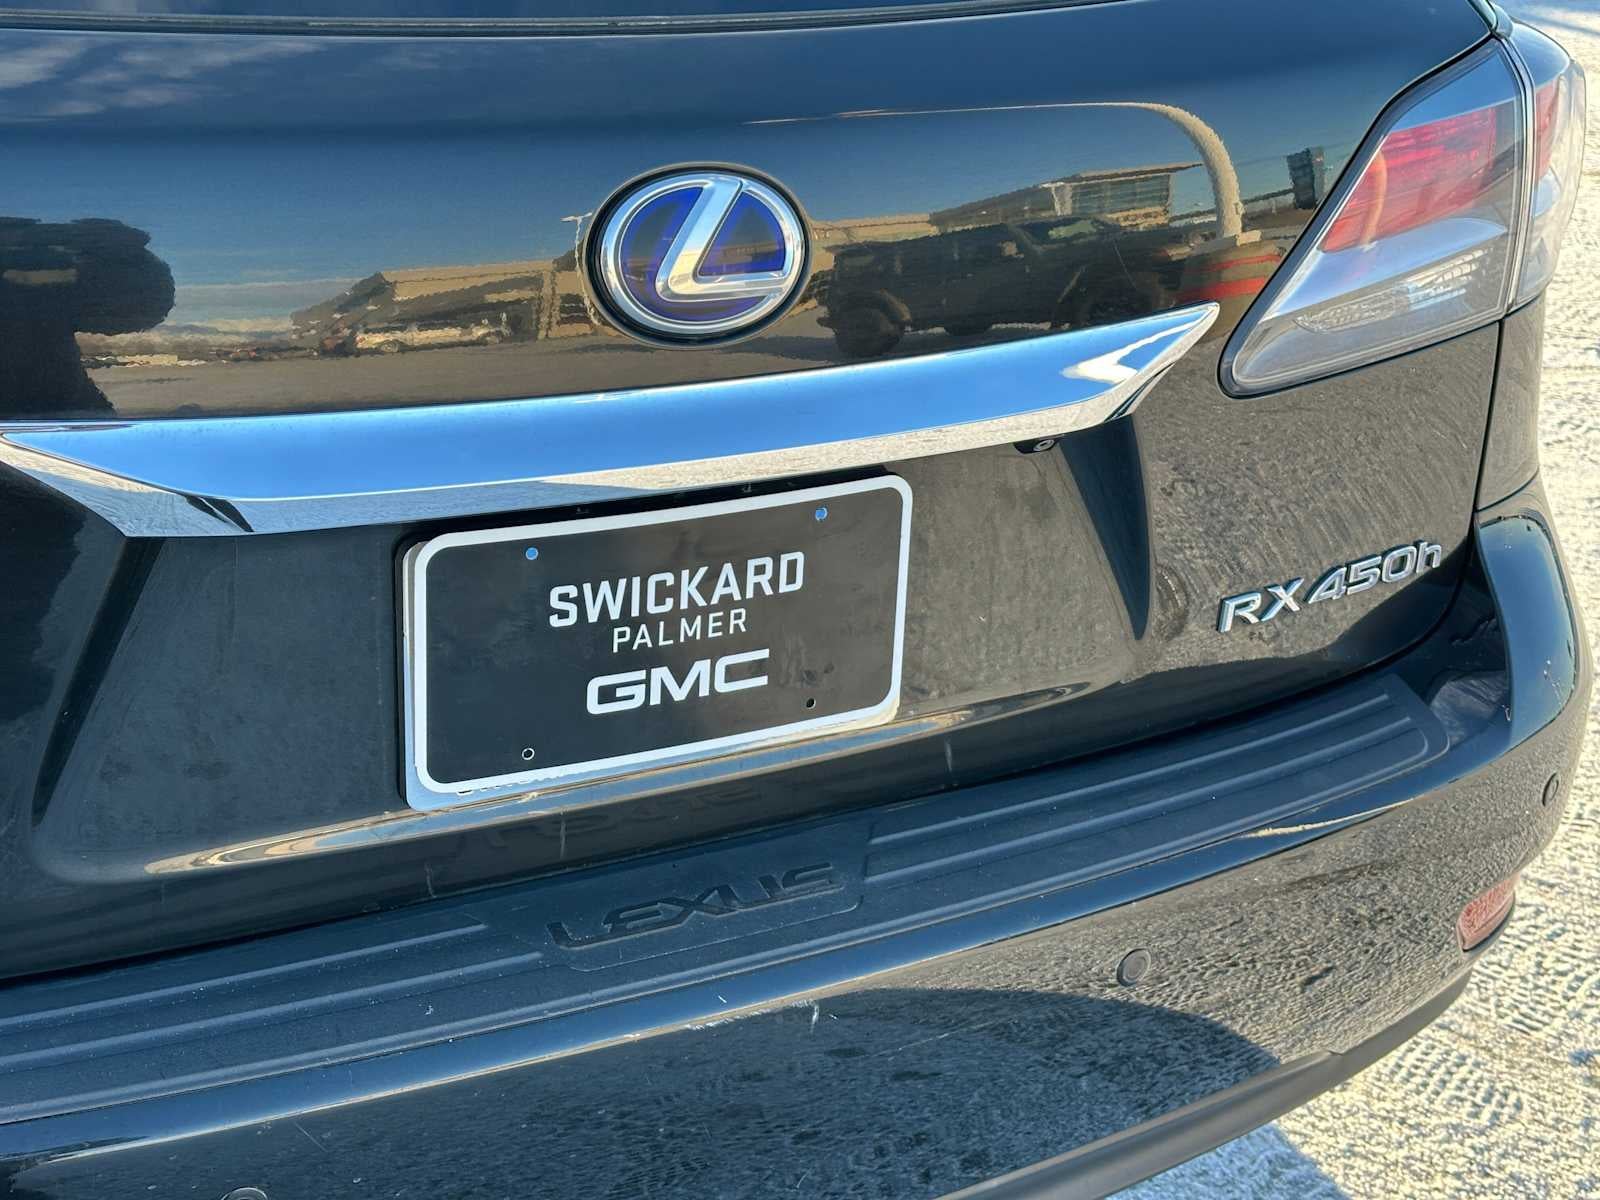 SWICKARD
PALMER
GMC
RX450h
LEXUS